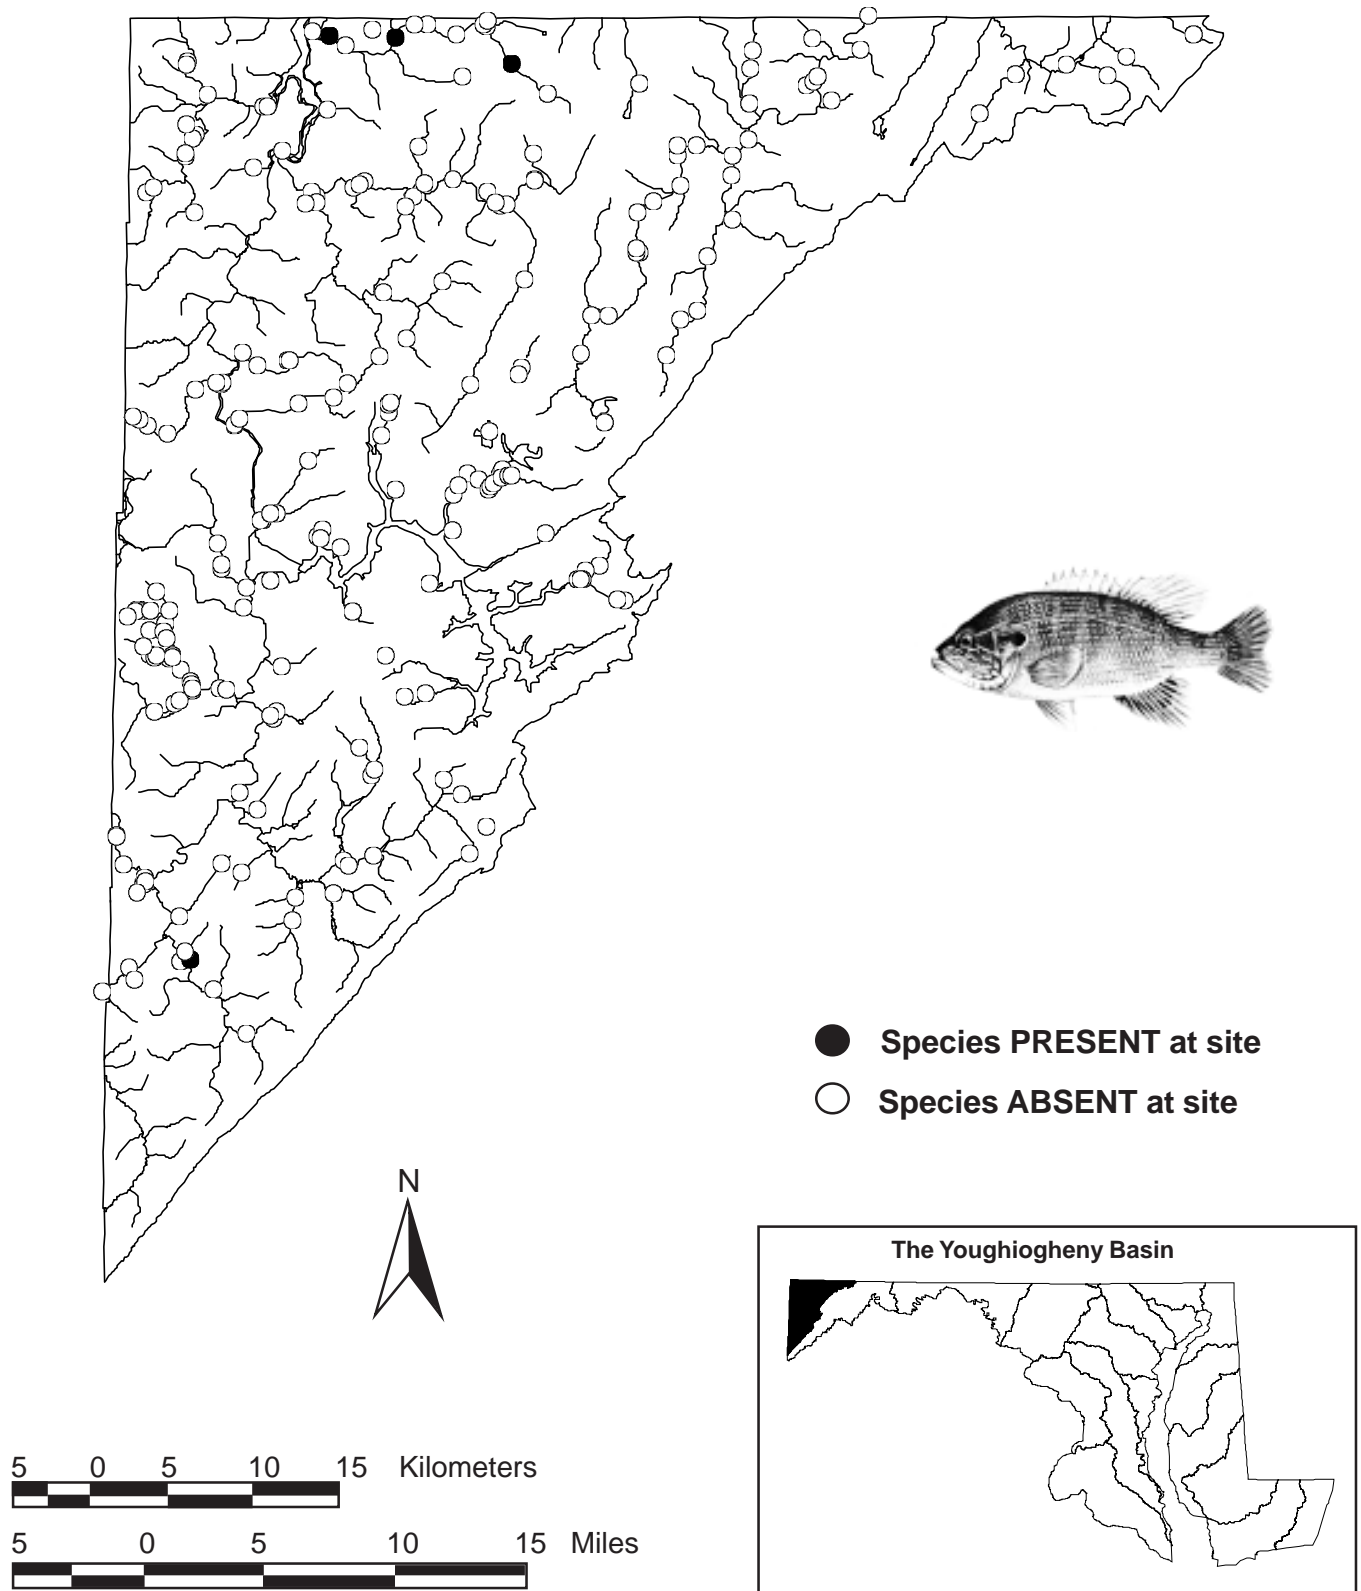 Species PRESENT at site
Species ABSENT at site
N
The Youghiogheny Basin
5 0 5 10 15 Kilometers
5 0 5 10 15 Miles